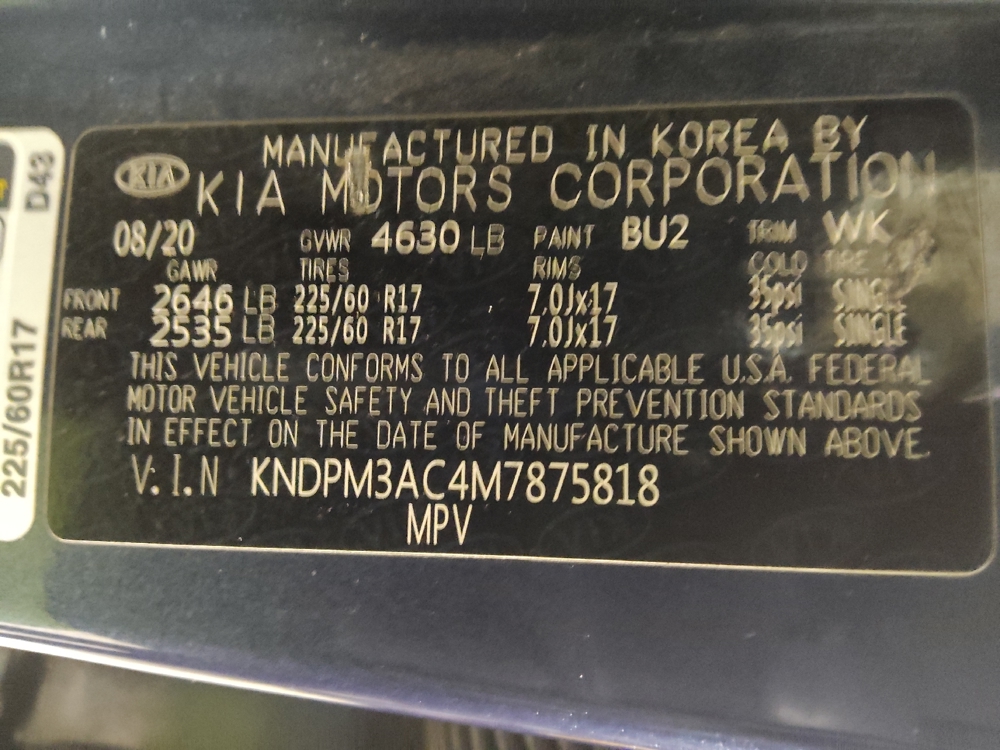 MANUFACTURED IN KOREA BY
KIA KIA MOTORS CORPORATION
08/20 GVWR 4630 LB PAINT BU2 TRIM WK
GAWR TIRES RIMS COLD TIRE
FRONT 2646 LB 225/60 R17 7.0Jx17 35psi SINGLE
REAR 2535 LB 225/60 R17 7.0Jx17 35psi SINGLE
THIS VEHICLE CONFORMS TO ALL APPLICABLE U.S.A. FEDERAL
MOTOR VEHICLE SAFETY AND THEFT PREVENTION STANDARDS
IN EFFECT ON THE DATE OF MANUFACTURE SHOWN ABOVE.
V.I.N KNDPM3AC4M7875818
MPV
D43
225/60R17